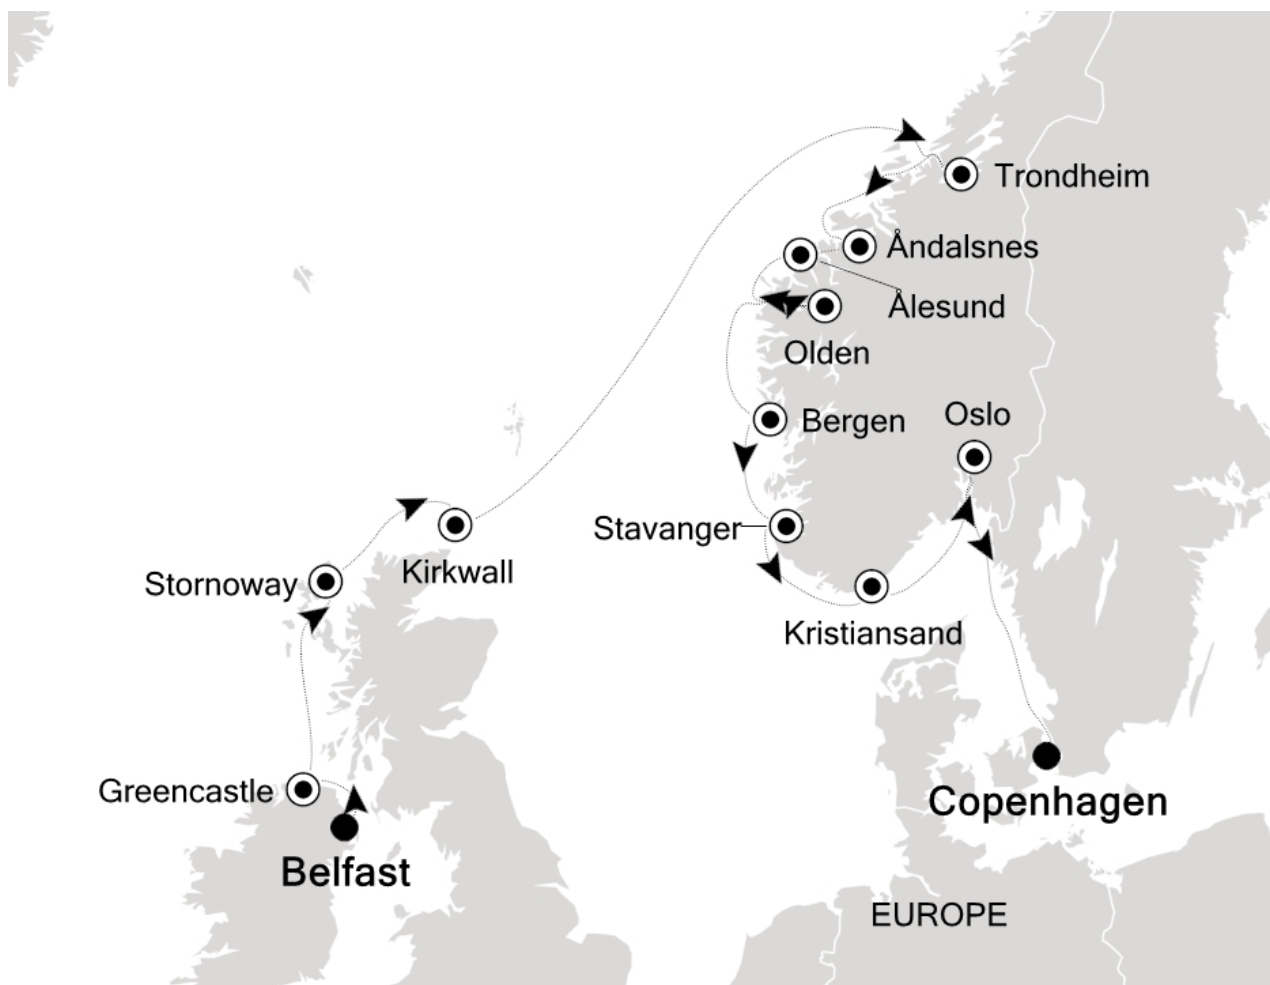 Trondheim
Åndalsnes
Ålesund
Olden
Oslo
Bergen
Stavanger
Kirkwall
Stornoway
Kristiansand
Greencastle
Copenhagen
Belfast
EUROPE